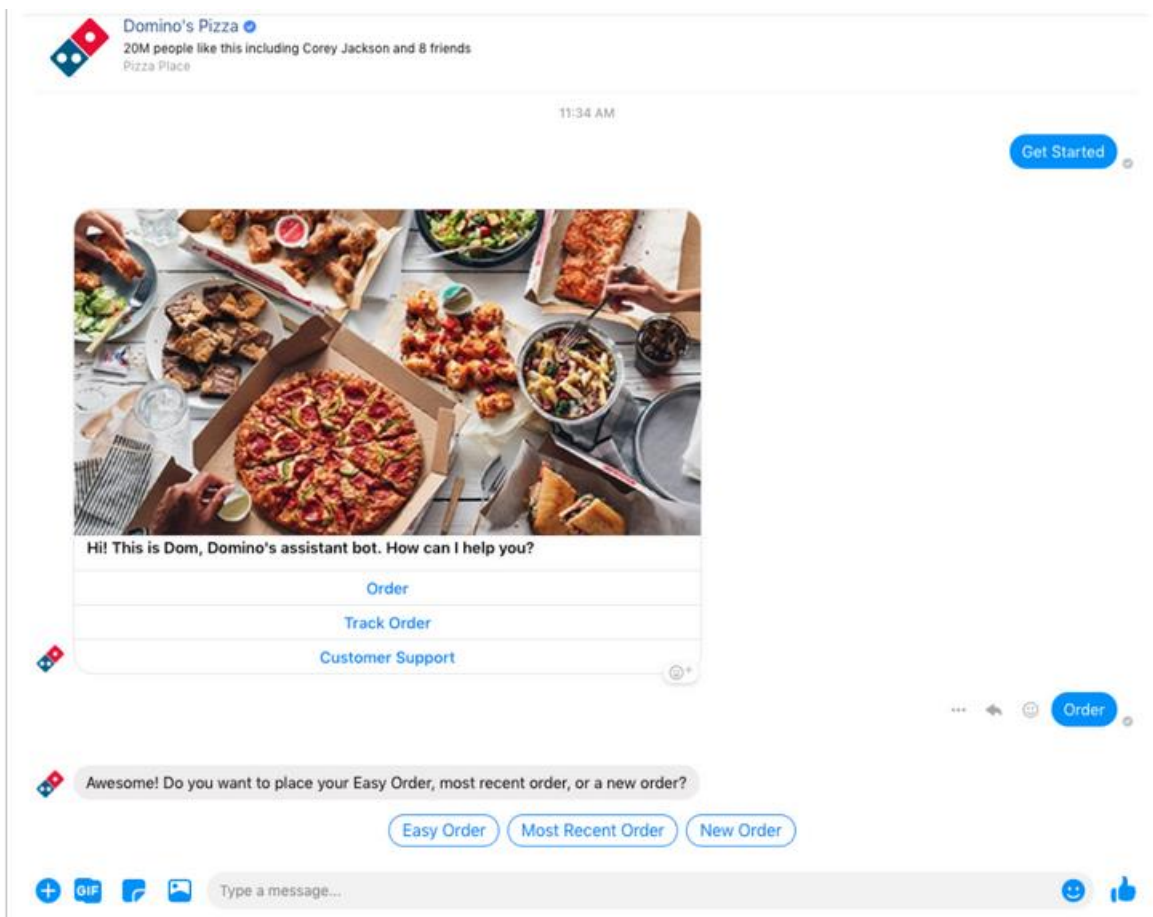 Domino's Pizza
20M people like this including Corey Jackson and 8 friends
Pizza Place
11:34 AM
Get Started
Hi! This is Dom, Domino's assistant bot. How can I help you?
Order
Track Order
Customer Support
Order
Awesome! Do you want to place your Easy Order, most recent order, or a new order?
Easy Order
Most Recent Order
New Order
GIF
Type a message...